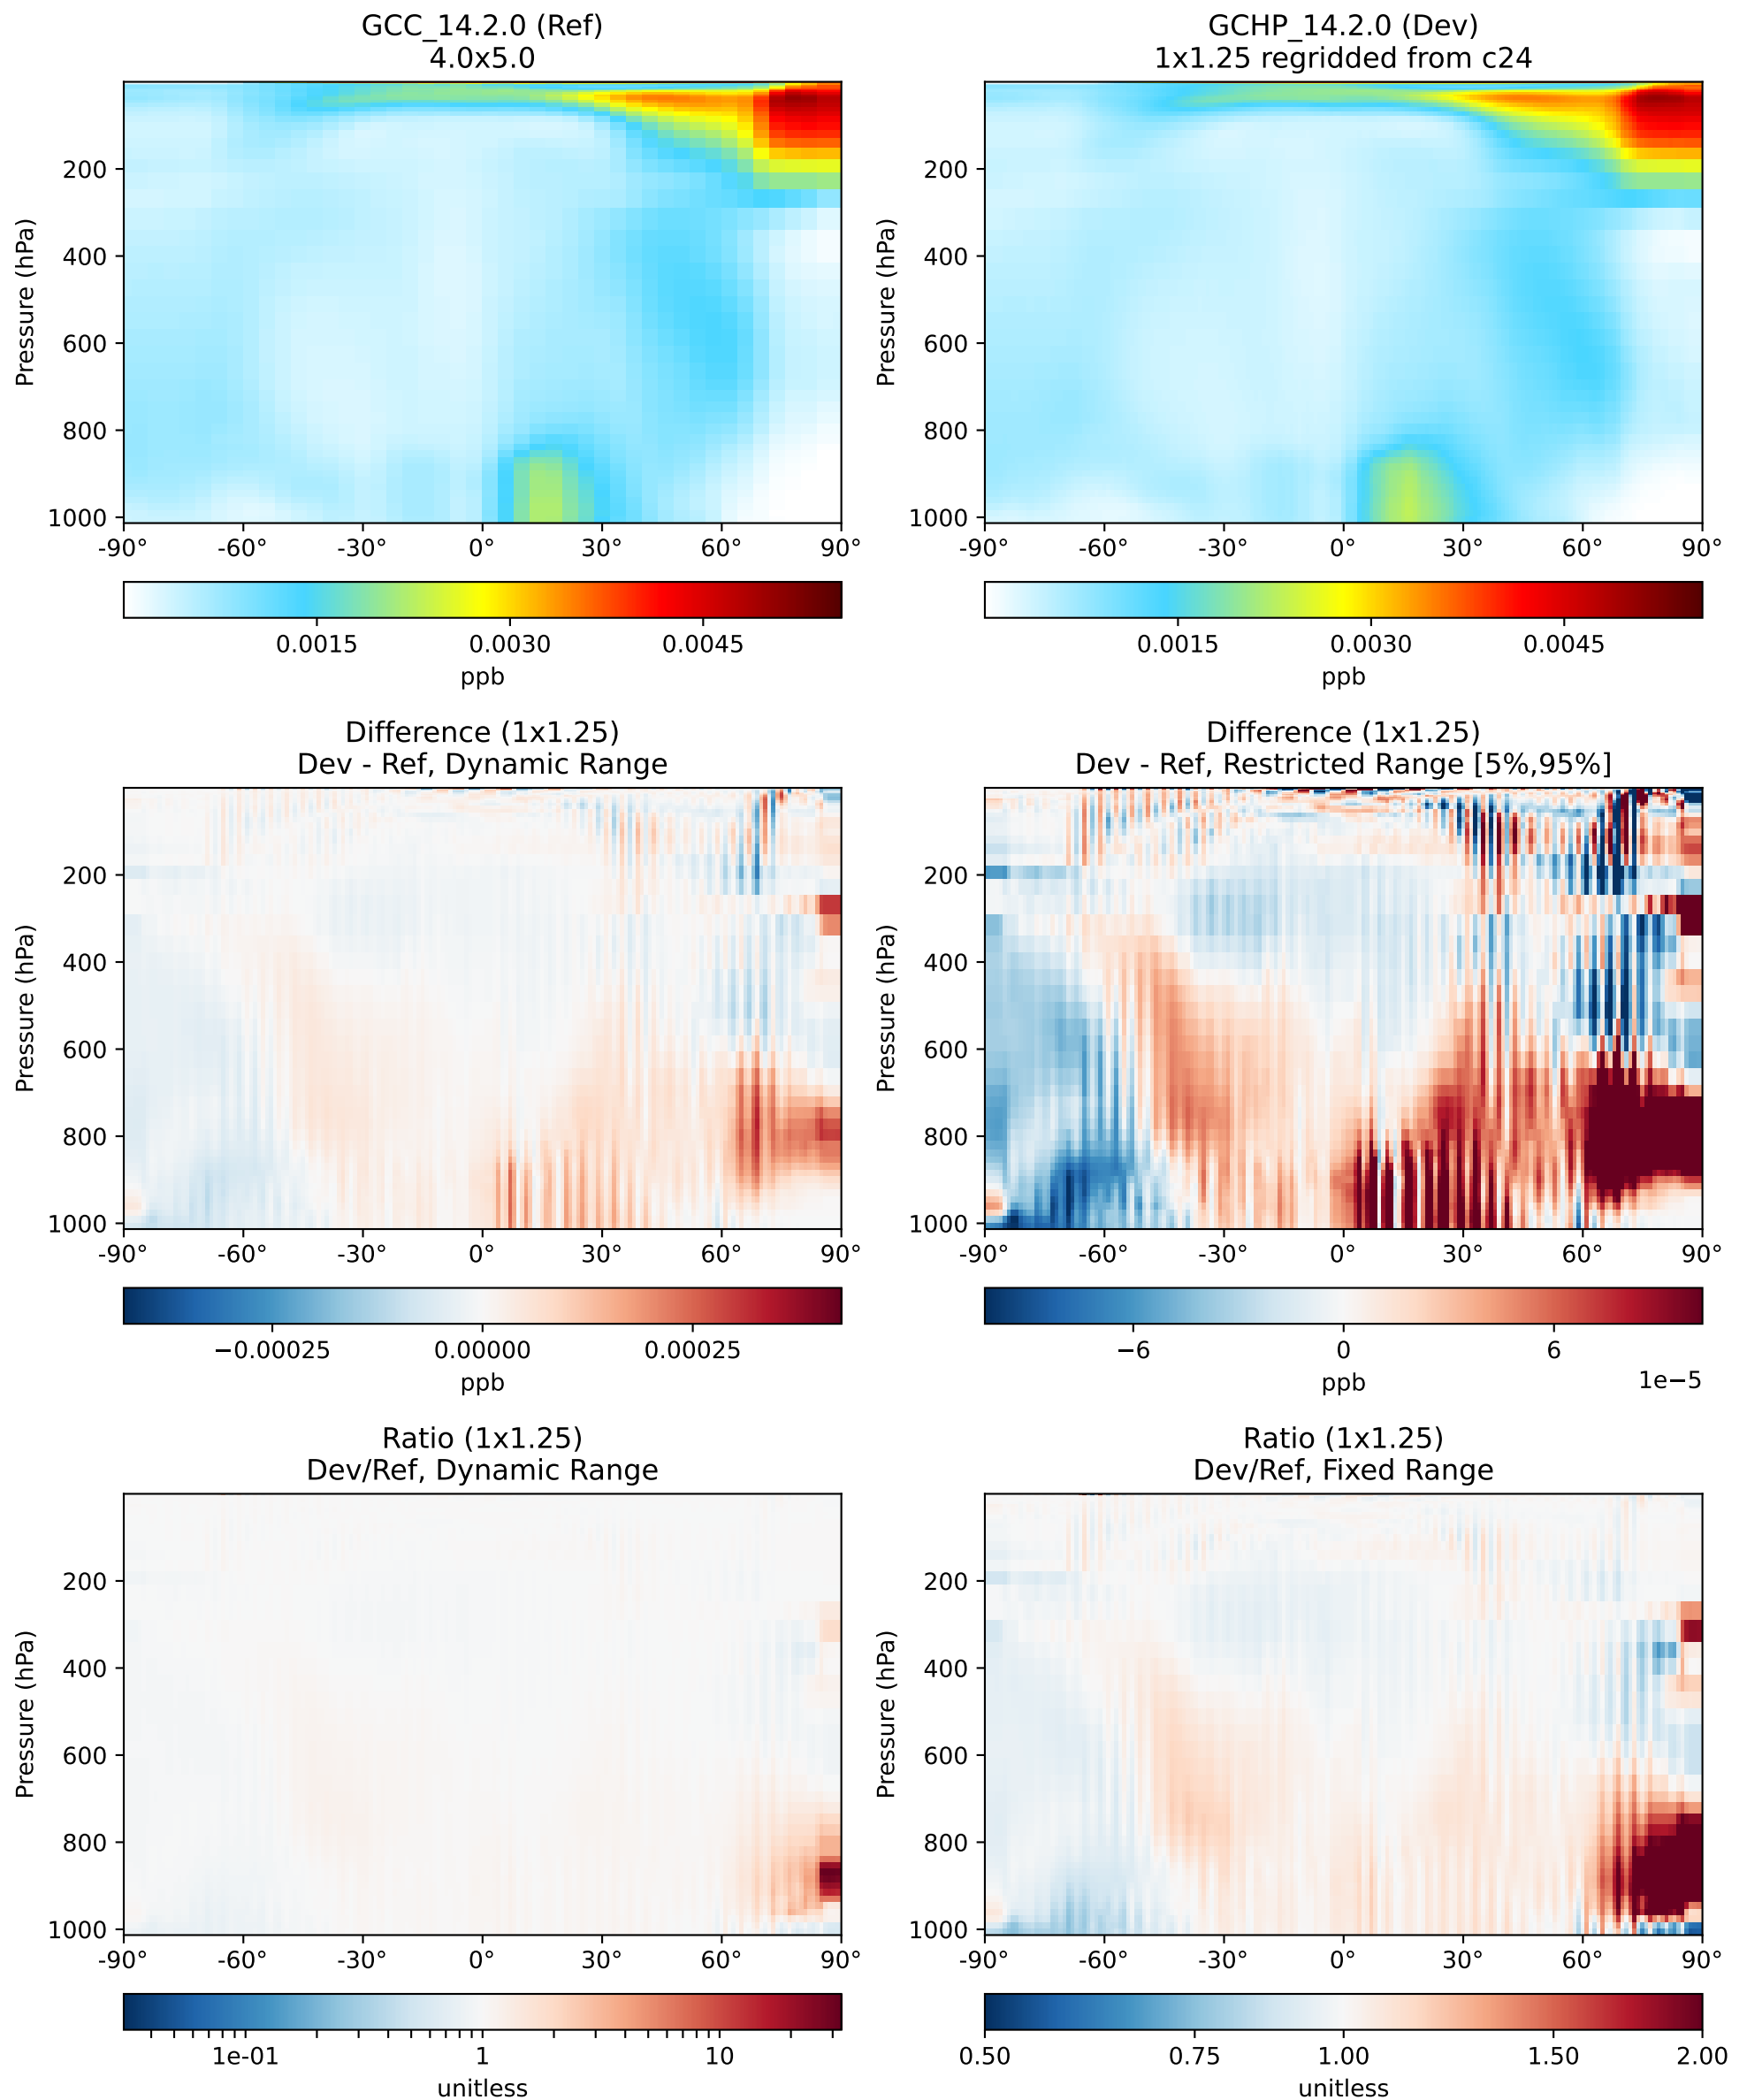 GCC_14.2.0 (Ref)
4.0x5.0
Pressure (hPa)
200
400
600
800
1000
-90° -60° -30° 0° 30° 60° 90°
0.0015 0.0030 0.0045
ppb
GCHP_14.2.0 (Dev)
1x1.25 regridded from c24
Pressure (hPa)
200
400
600
800
1000
-90° -60° -30° 0° 30° 60° 90°
0.0015 0.0030 0.0045
ppb
Difference (1x1.25)
Dev - Ref, Dynamic Range
Pressure (hPa)
200
400
600
800
1000
-90° -60° -30° 0° 30° 60° 90°
−0.00025 0.00000 0.00025
ppb
Difference (1x1.25)
Dev - Ref, Restricted Range [5%,95%]
Pressure (hPa)
200
400
600
800
1000
-90° -60° -30° 0° 30° 60° 90°
−6 0 6
ppb
1e−5
Ratio (1x1.25)
Dev/Ref, Dynamic Range
Pressure (hPa)
200
400
600
800
1000
-90° -60° -30° 0° 30° 60° 90°
1e-01 1 10
unitless
Ratio (1x1.25)
Dev/Ref, Fixed Range
Pressure (hPa)
200
400
600
800
1000
-90° -60° -30° 0° 30° 60° 90°
0.50 0.75 1.00 1.50 2.00
unitless